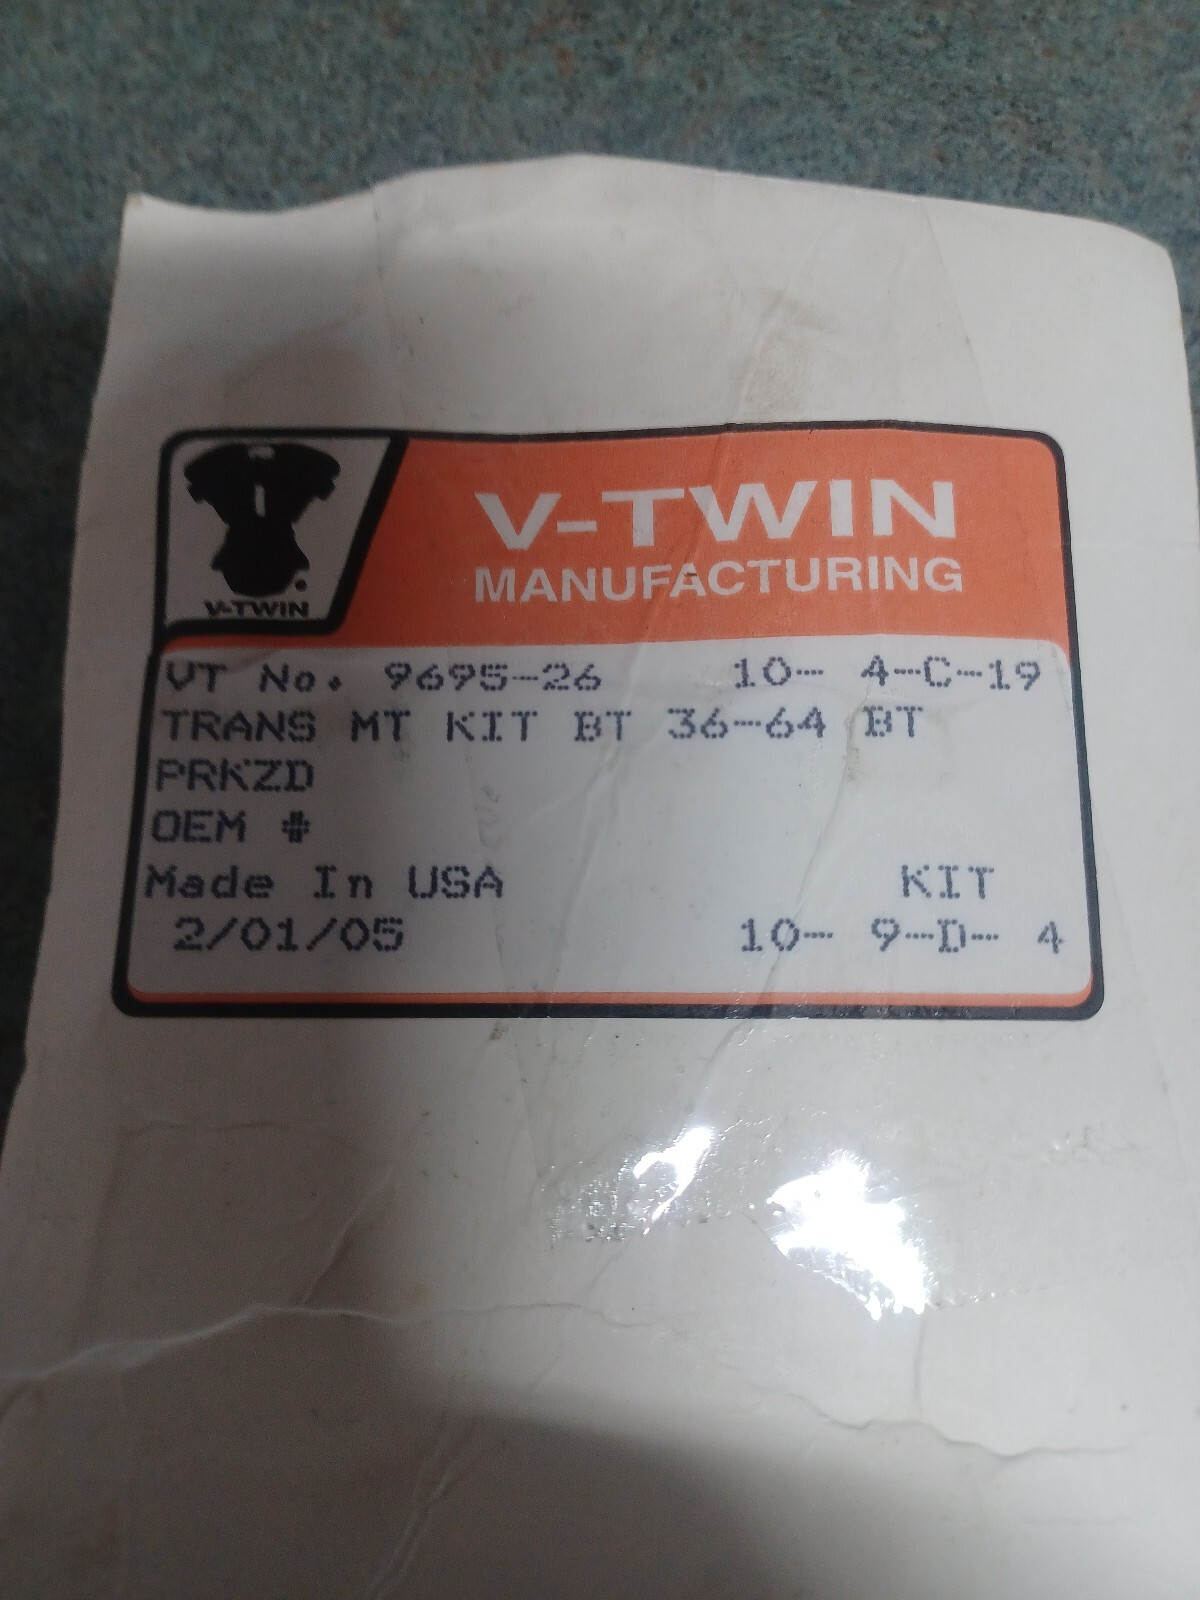 V-TWIN
V-TWIN
MANUFACTURING
VT No. 9695-26 10- 4-C-19
TRANS MT KIT BT 36-64 BT
PRKZD
OEM #
Made In USA KIT
2/01/05 10- 9-D- 4